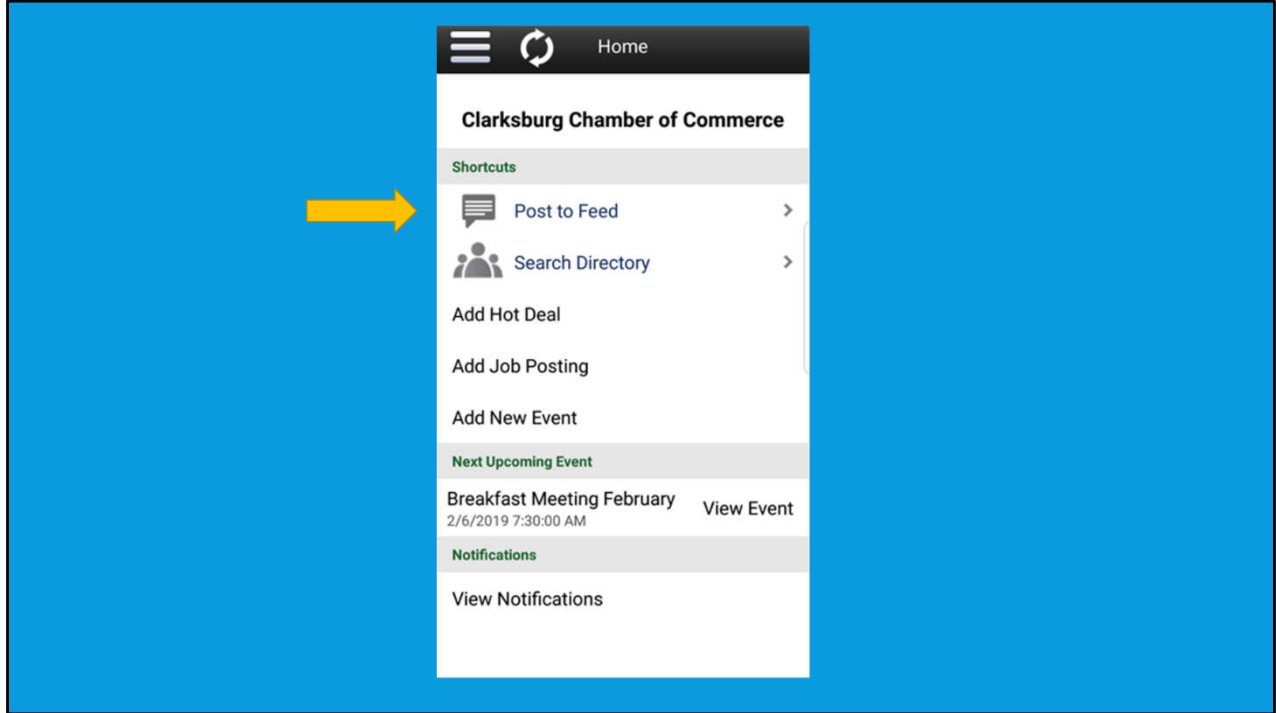 Home
Clarksburg Chamber of Commerce
Shortcuts
Post to Feed
Search Directory
Add Hot Deal
Add Job Posting
Add New Event
Next Upcoming Event
Breakfast Meeting February
2/6/2019 7:30:00 AM
View Event
Notifications
View Notifications